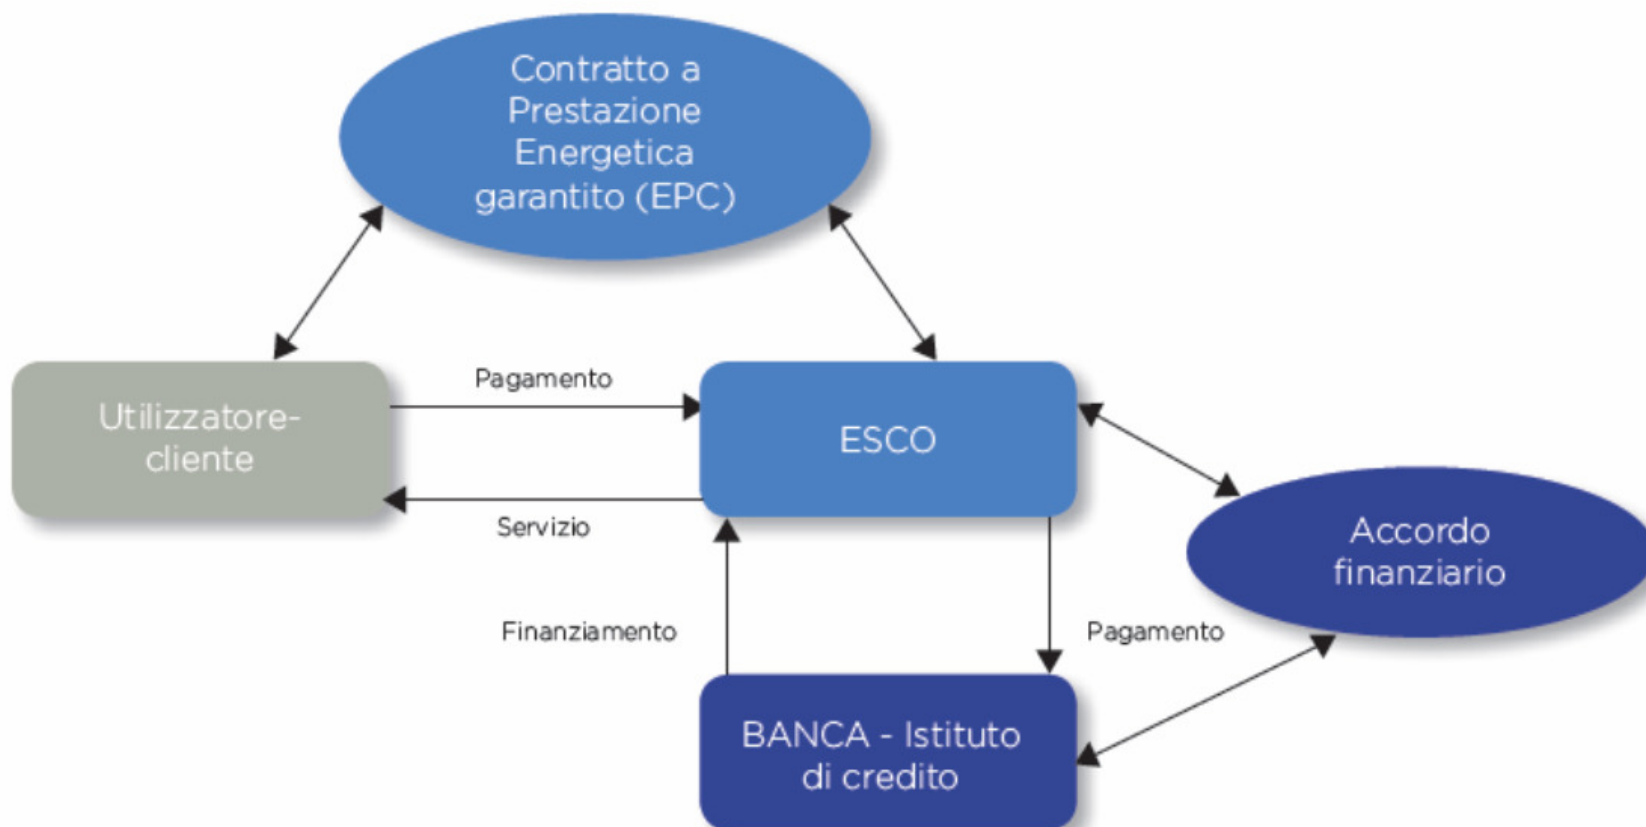 Contratto a
Prestazione
Energetica
garantito (EPC)
Pagamento
Utilizzatore-
cliente
ESCO
Servizio
Accordo
finanziario
Finanziamento
Pagamento
BANCA - Istituto
di credito